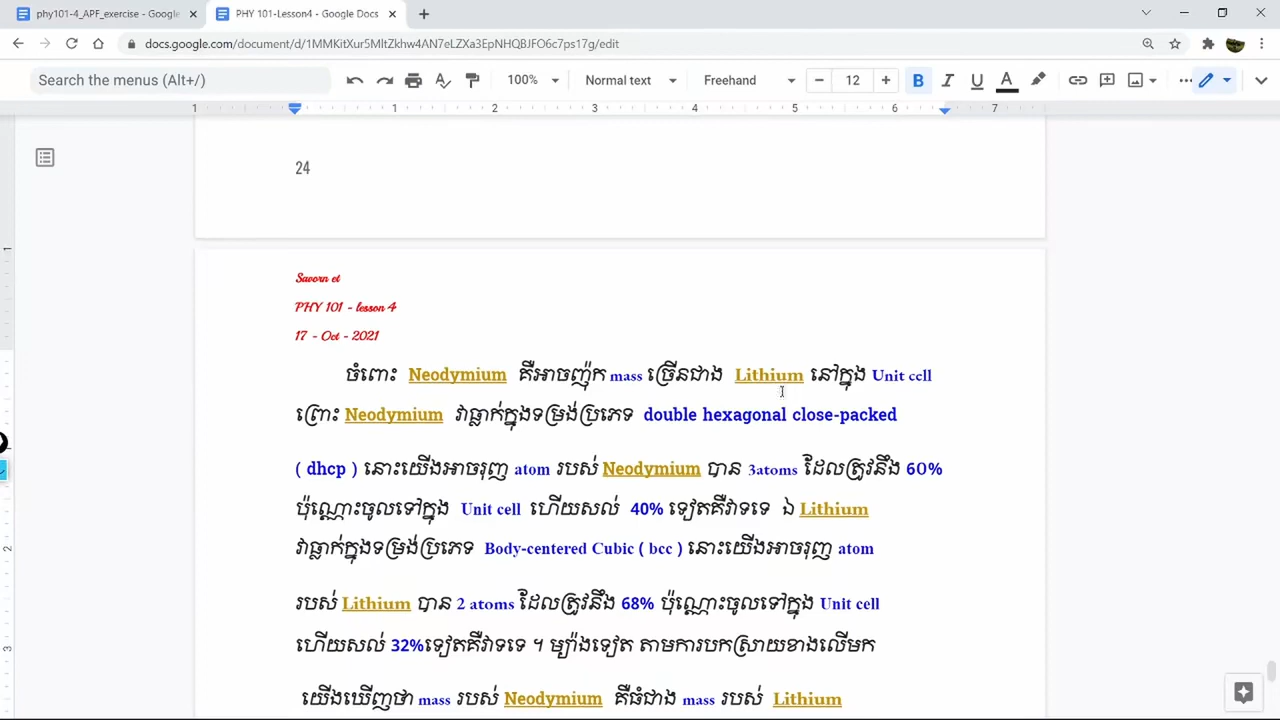 phy101-4_APF_exercise - Google
PHY 101-Lesson4 - Google Docs
docs.google.com/document/d/1MMKitXur5MltZkhw4AN7eLZXa3EpNHQBJFO6c7ps17g/edit
Search the menus (Alt+/)
100%
Normal text
Freehand
12
B I U A
1 1 2 3 4 5 6 7
24
Savorn et
PHY 101 - lesson 4
17 - Oct - 2021
ចំពោះ Neodymium គឺអាចញ៉ុក mass ច្រើនជាង Lithium នៅក្នុង Unit cell
ព្រោះ Neodymium វាធ្លាក់ក្នុងទម្រង់ប្រភេទ double hexagonal close-packed
( dhcp ) នោះយើងអាចរុញ atom របស់ Neodymium បាន 3atoms ដែលត្រូវនឹង 60%
ប៉ុណ្ណោះចូលទៅក្នុង Unit cell ហើយសល់ 40% ទៀតគឺវាទទេ ឯ Lithium
វាធ្លាក់ក្នុងទម្រង់ប្រភេទ Body-centered Cubic ( bcc ) នោះយើងអាចរុញ atom
របស់ Lithium បាន 2 atoms ដែលត្រូវនឹង 68% ប៉ុណ្ណោះចូលទៅក្នុង Unit cell
ហើយសល់ 32%ទៀតគឺវាទទេ ។ ម្យ៉ាងទៀត តាមការបកស្រាយខាងលើមក
យើងឃើញថា mass របស់ Neodymium គឺធំជាង mass របស់ Lithium